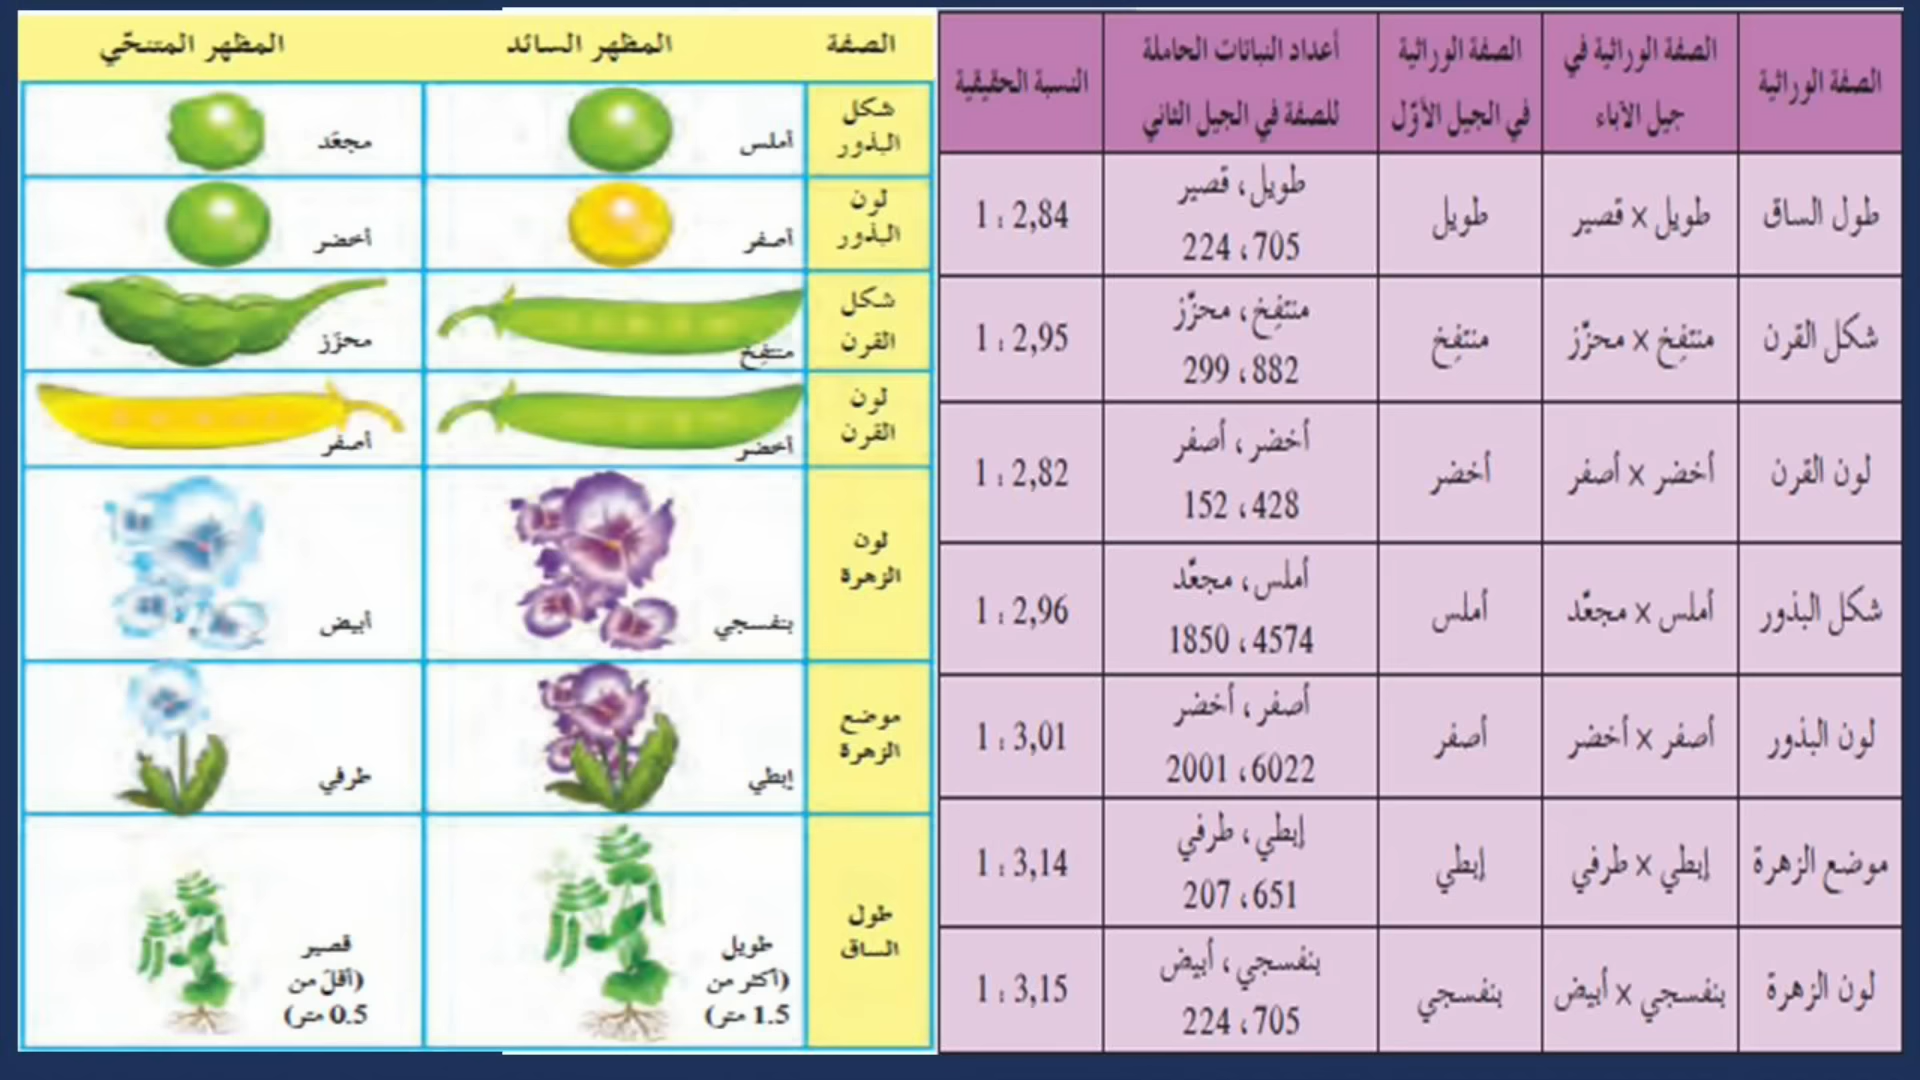 الصفة الوراثية
الصفة الوراثية في
جيل الآباء
الصفة الوراثية
في الجيل الأوّل
أعداد النباتات الحاملة
للصفة في الجيل الثاني
النسبة الحقيقية
طول الساق
طويل x قصير
طويل
طويل، قصير
705، 224
2,84 : 1
شكل القرن
منتفِخ x محزّز
منتفِخ
منتفِخ، محزّز
882، 299
2,95 : 1
لون القرن
أخضر x أصفر
أخضر
أخضر، أصفر
428، 152
2,82 : 1
شكل البذور
أملس x مجعّد
أملس
أملس، مجعّد
4574، 1850
2,96 : 1
لون البذور
أصفر x أخضر
أصفر
أصفر، أخضر
6022، 2001
3,01 : 1
موضع الزهرة
إبطي x طرفي
إبطي
إبطي، طرفي
651، 207
3,14 : 1
لون الزهرة
بنفسجي x أبيض
بنفسجي
بنفسجي، أبيض
705، 224
3,15 : 1
الصفة
المظهر السائد
المظهر المتنحّي
شكل
البذور
أملس
مجعّد
لون
البذور
أصفر
أخضر
شكل
القرن
منتفِخ
محزّز
لون
القرن
أخضر
أصفر
لون
الزهرة
بنفسجي
أبيض
موضع
الزهرة
إبطي
طرفي
طول
الساق
طويل
(أكثر من
1.5 متر)
قصير
(أقلّ من
0.5 متر)